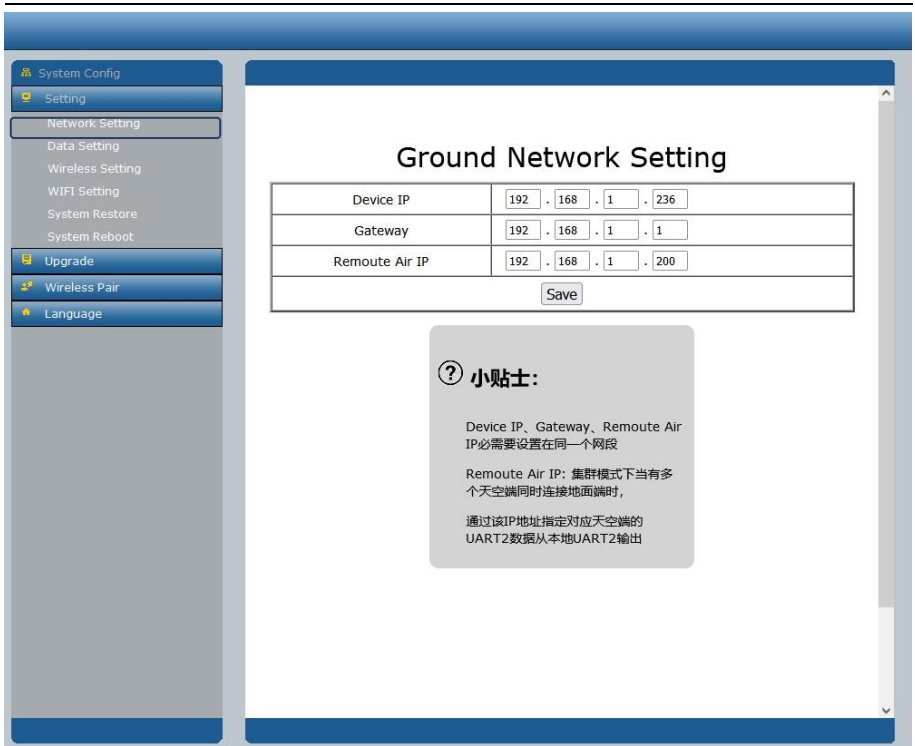 System Config
Setting
Network Setting
Data Setting
Wireless Setting
WIFI Setting
System Restore
System Reboot
Upgrade
Wireless Pair
Language
Ground Network Setting
Device IP 192 . 168 . 1 . 236
Gateway 192 . 168 . 1 . 1
Remoute Air IP 192 . 168 . 1 . 200
Save
? 小贴士：
Device IP、Gateway、Remoute Air
IP必需要设置在同一个网段
Remoute Air IP: 集群模式下当有多
个天空端同时连接地面端时，
通过该IP地址指定对应天空端的
UART2数据从本地UART2输出